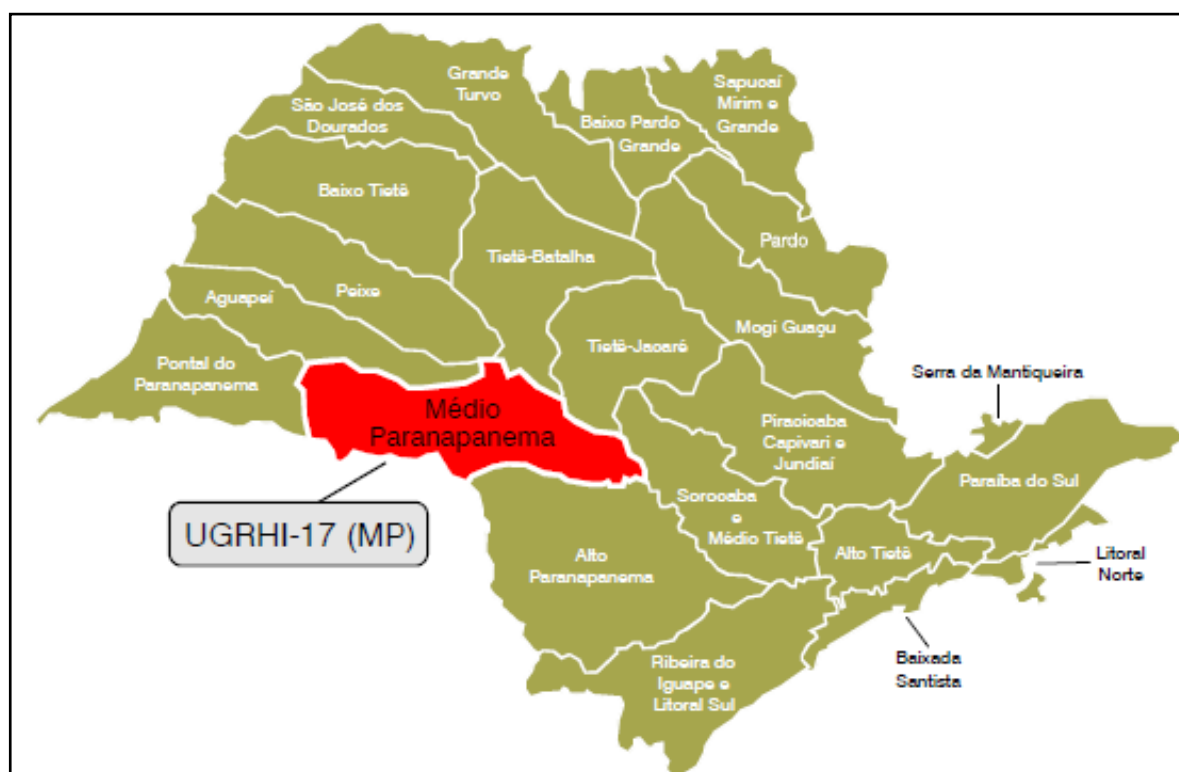 Grande
Turvo
Sapucaí
Mirim e
Grande
São José dos
Dourados
Baixo Pardo
Grande
Baixo Tietê
Pardo
Tietê-Batalha
Aguapeí
Peixe
Mogi Guaçu
Tietê-Jacaré
Pontal do
Paranapanema
Serra da Mantiqueira
Médio
Paranapanema
Piracicaba
Capivari e
Jundiaí
Paraíba do Sul
Sorocaba
e
Médio Tietê
UGRHI-17 (MP)
Alto
Paranapanema
Alto Tietê
Litoral
Norte
Ribeira do
Iguape e
Litoral Sul
Baixada
Santista